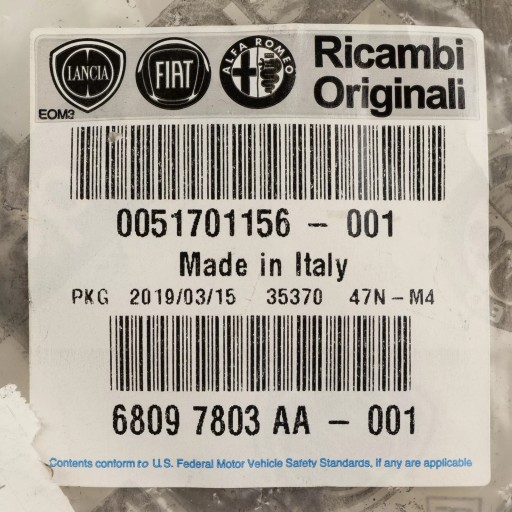 LANCIA
FIAT
ALFA ROMEO
Ricambi
Originali
EOM3
0051701156 - 001
Made in Italy
PKG 2019/03/15 35370 47N-M4
6809 7803 AA - 001
Contents conform to U.S. Federal Motor Vehicle Safety Standards, If any are applicable